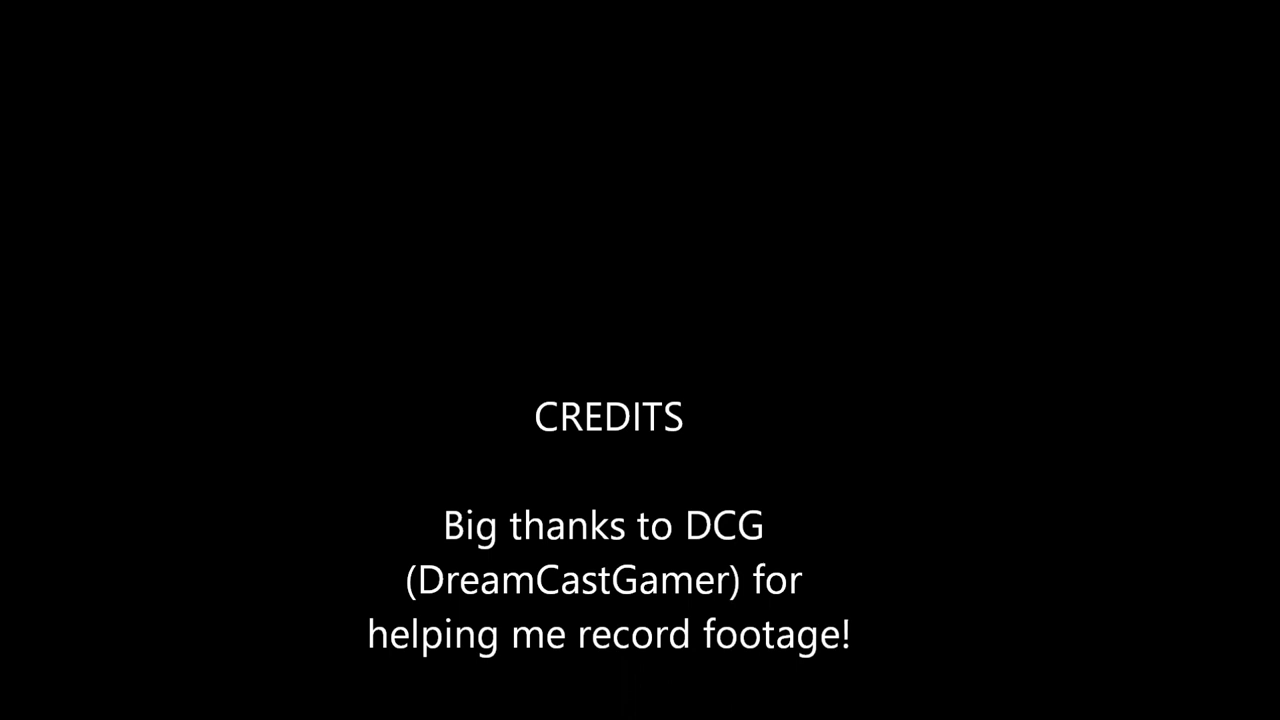 CREDITS
Big thanks to DCG
(DreamCastGamer) for
helping me record footage!